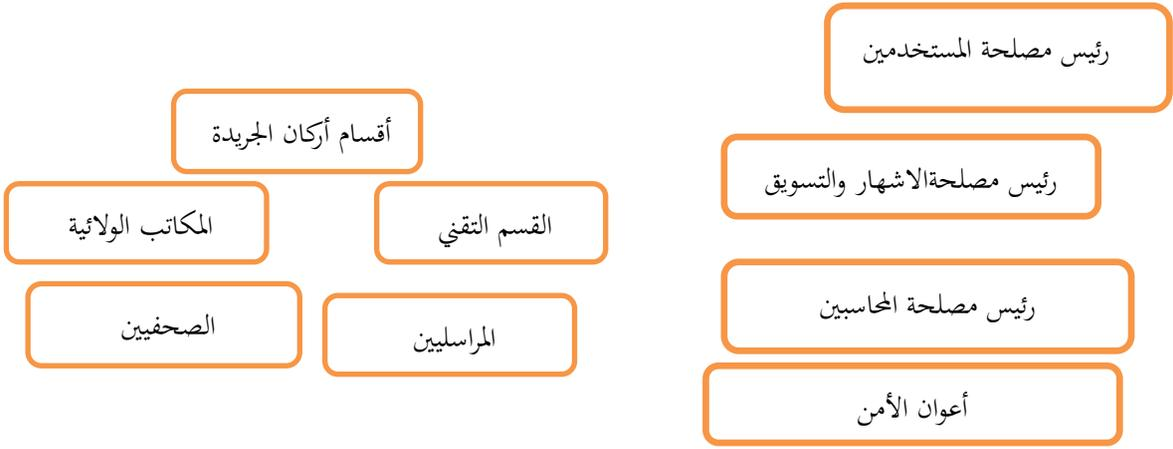 رئيس مصلحة المستخدمين
رئيس مصلحةالاشهار والتسويق
رئيس مصلحة المحاسبين
أعوان الأمن
أقسام أركان الجريدة
القسم التقني
المكاتب الولائية
المراسليين
الصحفيين